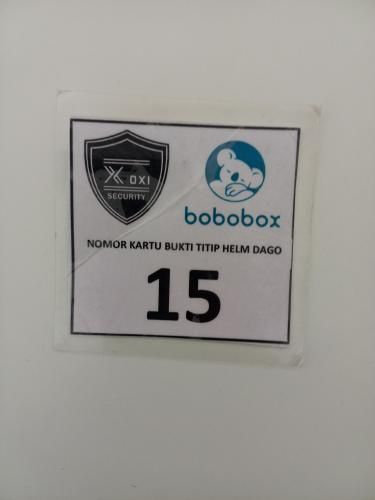 X OXI
SECURITY
bobobox
NOMOR KARTU BUKTI TITIP HELM DAGO
15